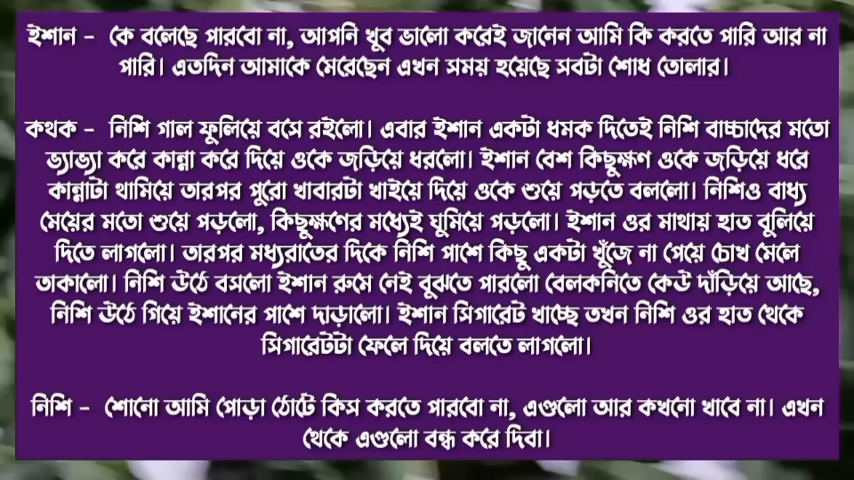 ইশান - কে বলেছে পারবো না, আপনি খুব ভালো করেই জানেন আমি কি করতে পারি আর না
পারি। এতদিন আমাকে মেরেছেন এখন সময় হয়েছে সবটা শোধ তোলার।
কথক - নিশি গাল ফুলিয়ে বসে রইলো। এবার ইশান একটা ধমক দিতেই নিশি বাচ্চাদের মতো
ভ্যাভ্যা করে কান্না করে দিয়ে ওকে জড়িয়ে ধরলো। ইশান বেশ কিছুক্ষণ ওকে জড়িয়ে ধরে
কান্নাটা থামিয়ে তারপর পুরো খাবারটা খাইয়ে দিয়ে ওকে শুয়ে পড়তে বললো। নিশিও বাধ্য
মেয়ের মতো শুয়ে পড়লো, কিছুক্ষণের মধ্যেই ঘুমিয়ে পড়লো। ইশান ওর মাথায় হাত বুলিয়ে
দিতে লাগলো। তারপর মধ্যরাতের দিকে নিশি পাশে কিছু একটা খুঁজে না পেয়ে চোখ মেলে
তাকালো। নিশি উঠে বসলো ইশান রুমে নেই বুঝতে পারলো বেলকনিতে কেউ দাঁড়িয়ে আছে,
নিশি উঠে গিয়ে ইশানের পাশে দাড়ালো। ইশান সিগারেট খাচ্ছে তখন নিশি ওর হাত থেকে
সিগারেটটা ফেলে দিয়ে বলতে লাগলো।
নিশি - শোনো আমি পোড়া ঠোটে কিস করতে পারবো না, এগুলো আর কখনো খাবে না। এখন
থেকে এগুলো বন্ধ করে দিবা।